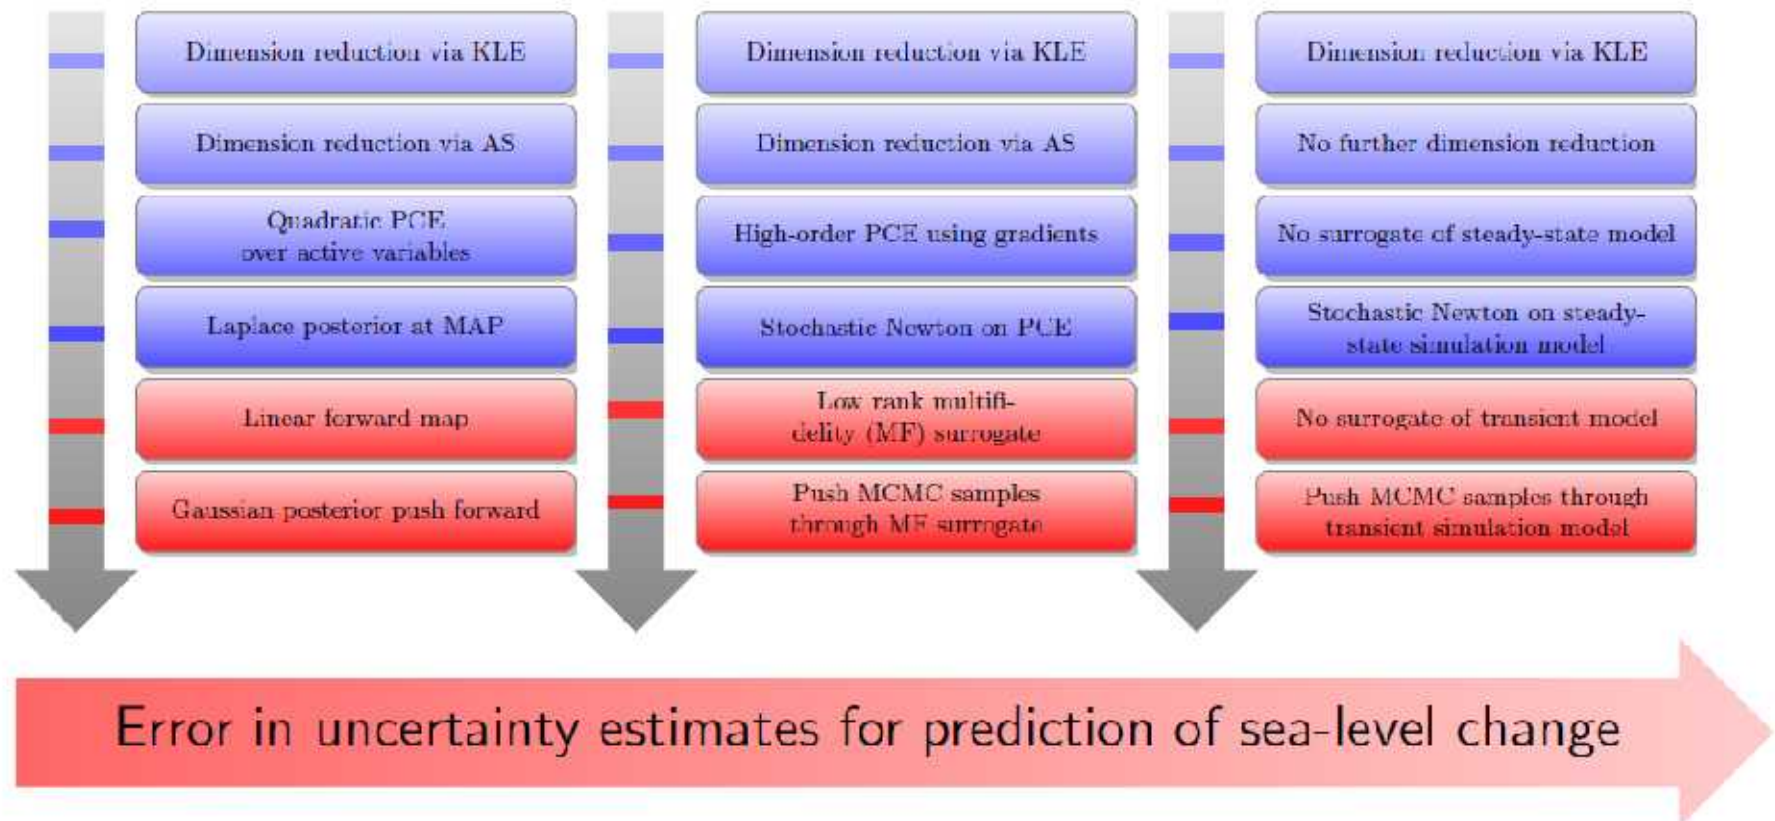 Dimension reduction via KLE
Dimension reduction via AS
Quadratic PCE
over active variables
Laplace posterior at MAP
Linear forward map
Gaussian posterior push forward
Dimension reduction via KLE
Dimension reduction via AS
High-order PCE using gradients
Stochastic Newton on PCE
Low rank multifi-
delity (MF) surrogate
Push MCMC samples
through MF surrogate
Dimension reduction via KLE
No further dimension reduction
No surrogate of steady-state model
Stochastic Newton on steady-
state simulation model
No surrogate of transient model
Push MCMC samples through
transient simulation model
Error in uncertainty estimates for prediction of sea-level change